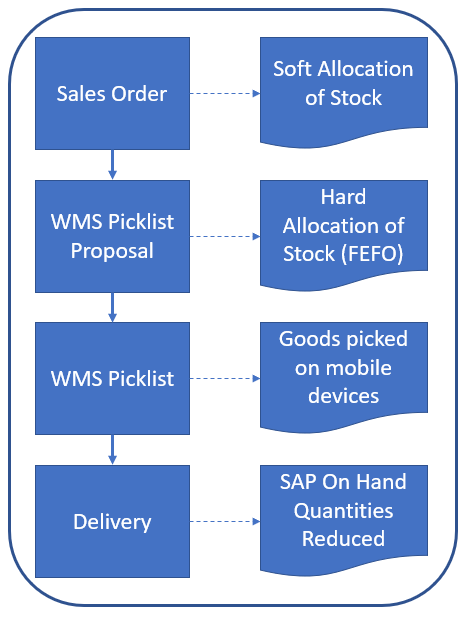 Sales Order
Soft Allocation
of Stock
WMS Picklist
Proposal
Hard
Allocation of
Stock (FEFO)
WMS Picklist
Goods picked
on mobile
devices
Delivery
SAP On Hand
Quantities
Reduced